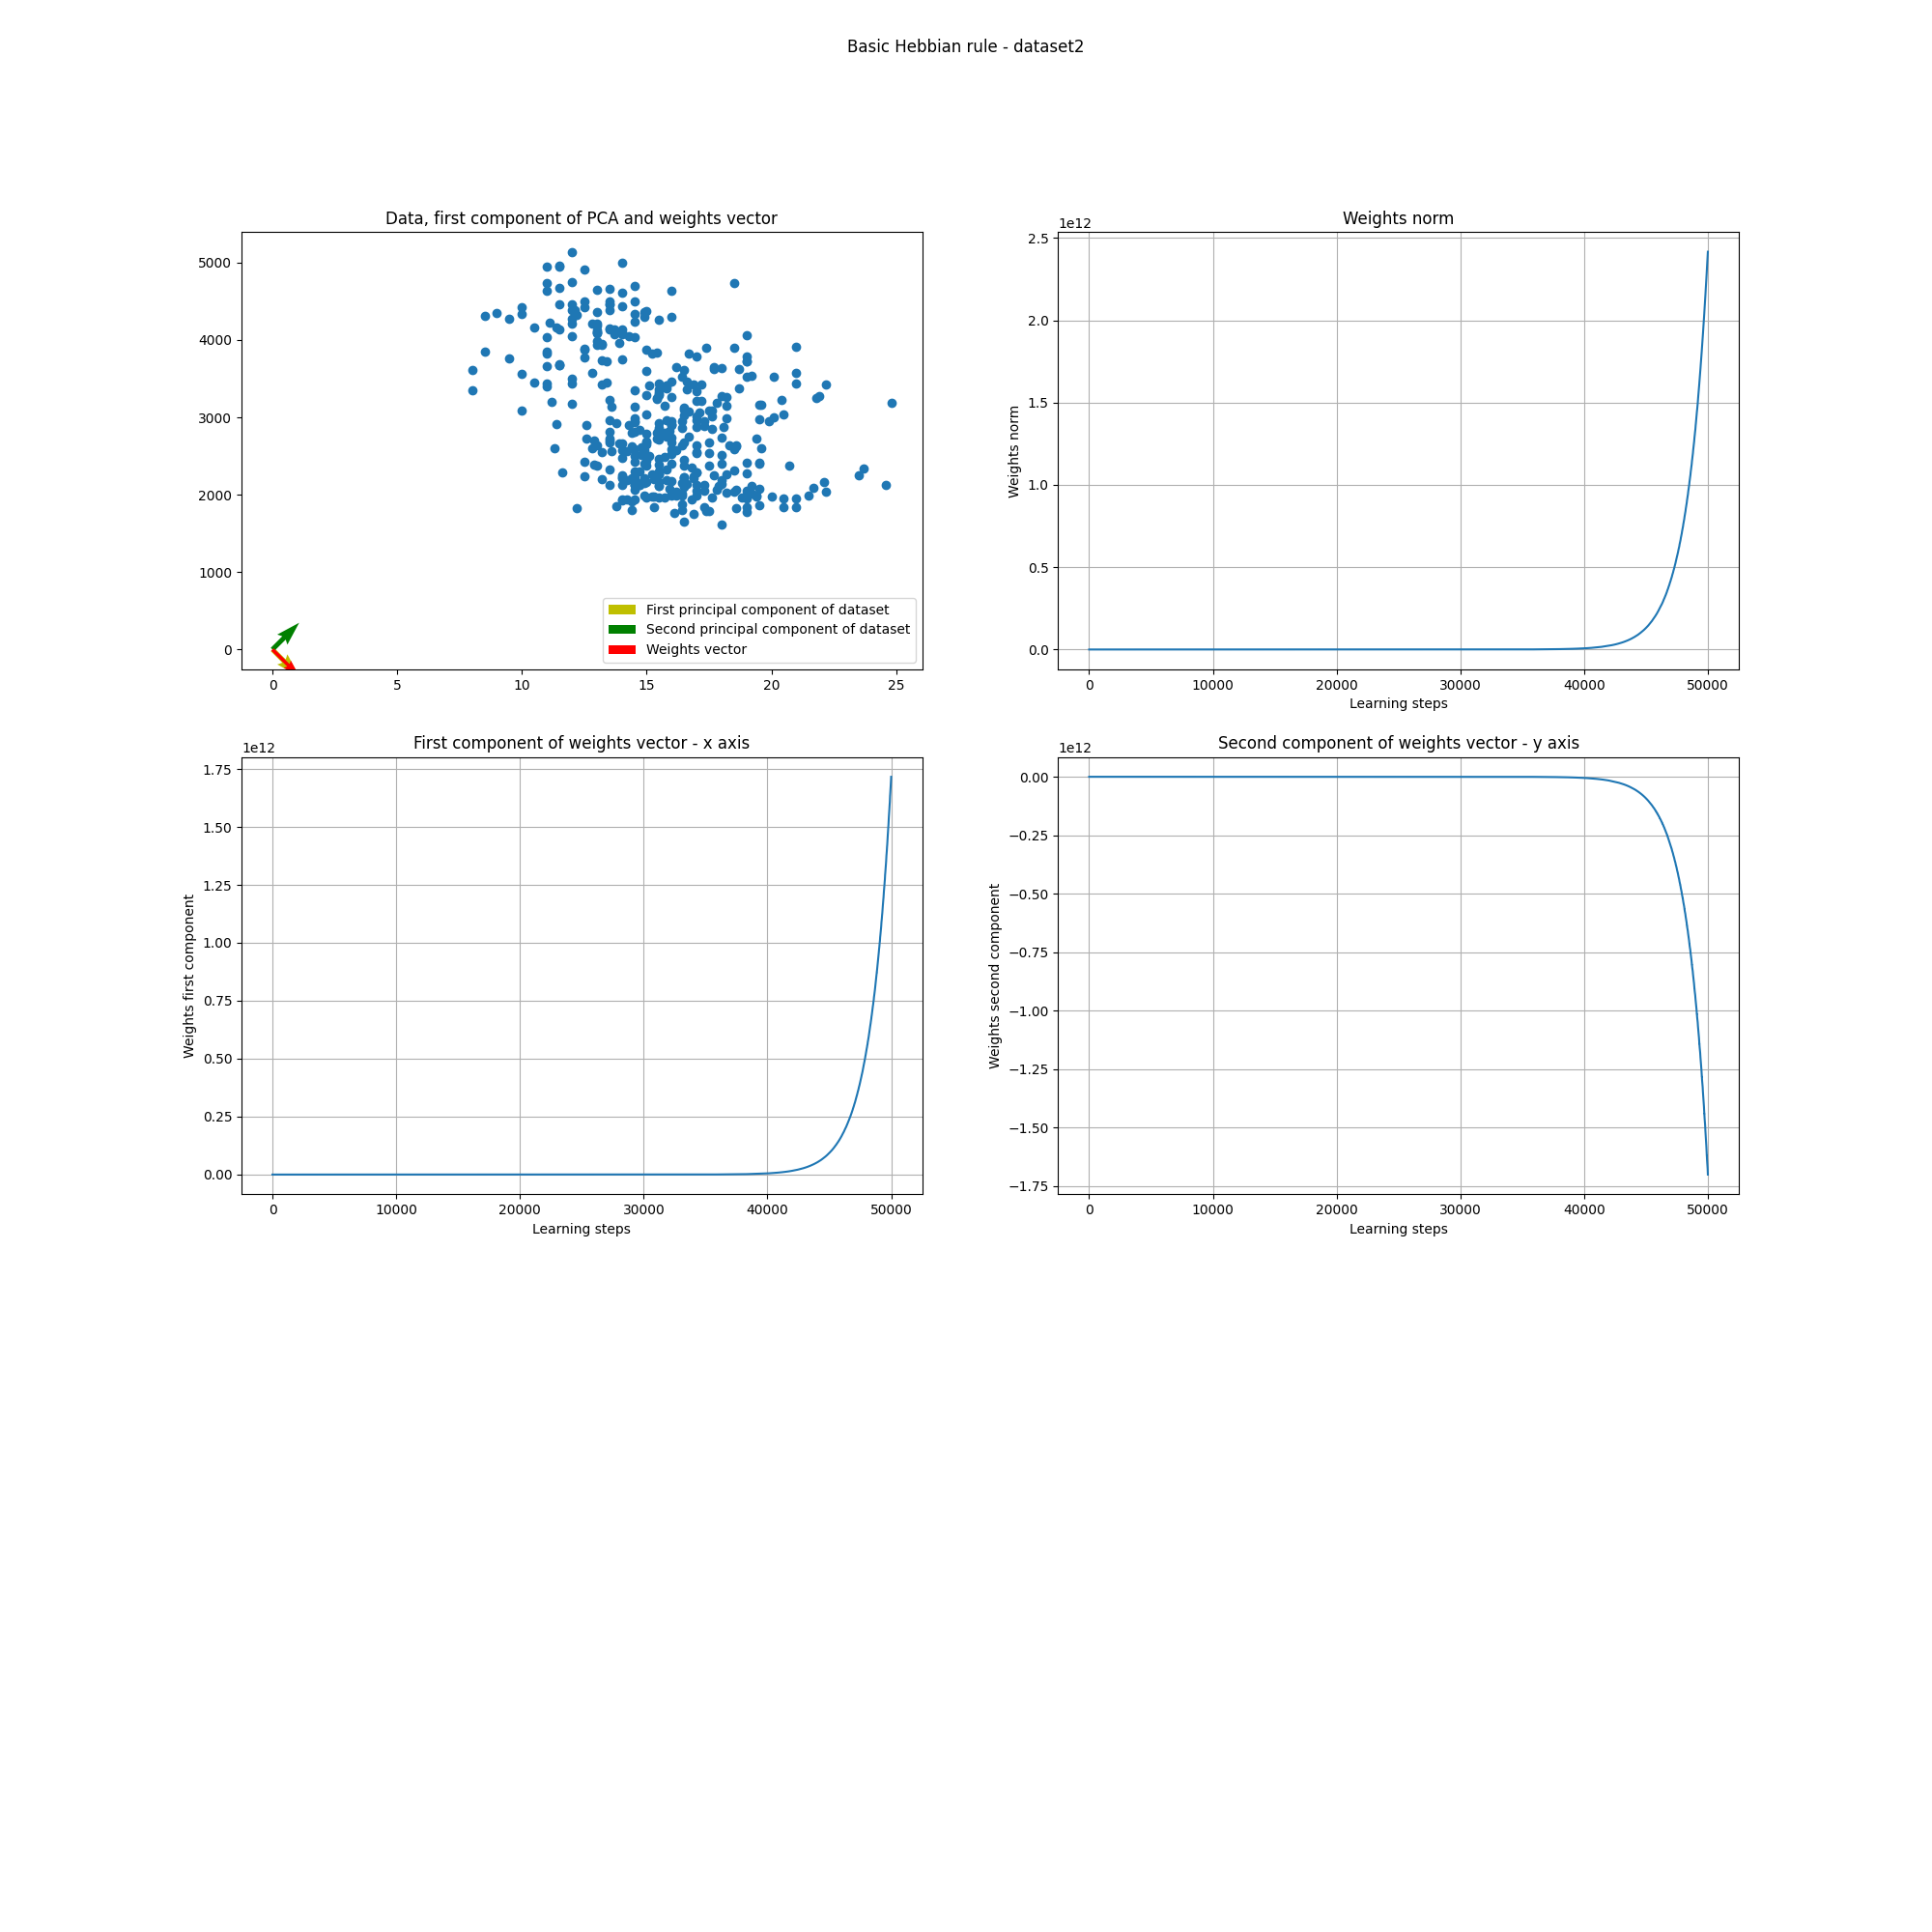 Basic Hebbian rule - dataset2
Data, first component of PCA and weights vector
5000
4000
3000
2000
1000
0
0 5 10 15 20 25
First principal component of dataset
Second principal component of dataset
Weights vector
Weights norm
1e12
2.5
2.0
1.5
1.0
0.5
0.0
Weights norm
0 10000 20000 30000 40000 50000
Learning steps
First component of weights vector - x axis
1e12
1.75
1.50
1.25
1.00
0.75
0.50
0.25
0.00
Weights first component
0 10000 20000 30000 40000 50000
Learning steps
Second component of weights vector - y axis
1e12
0.00
−0.25
−0.50
−0.75
−1.00
−1.25
−1.50
−1.75
Weights second component
0 10000 20000 30000 40000 50000
Learning steps